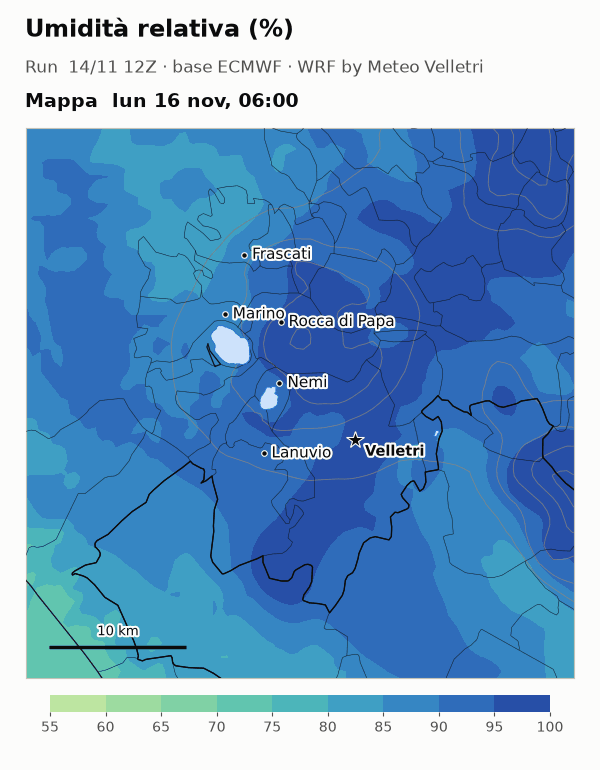 Umidità relativa (%)
Run  14/11 12Z · base ECMWF · WRF by Meteo Velletri
Mappa  lun 16 nov, 06:00
Frascati
Marino
Rocca di Papa
Nemi
Velletri
Lanuvio
10 km
55 60 65 70 75 80 85 90 95 100